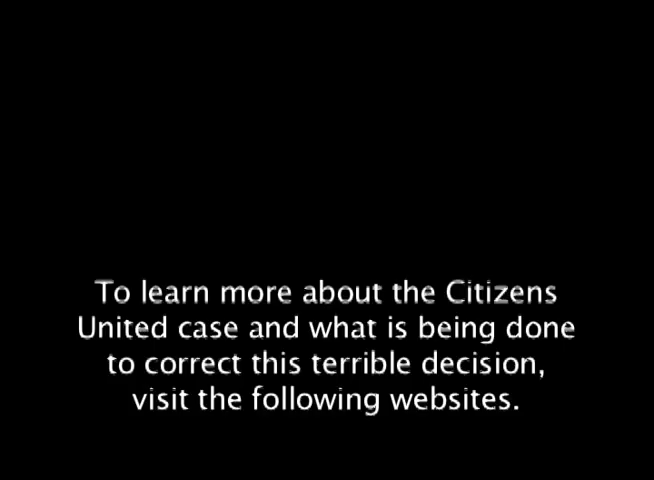 To learn more about the Citizens
United case and what is being done
to correct this terrible decision,
visit the following websites.